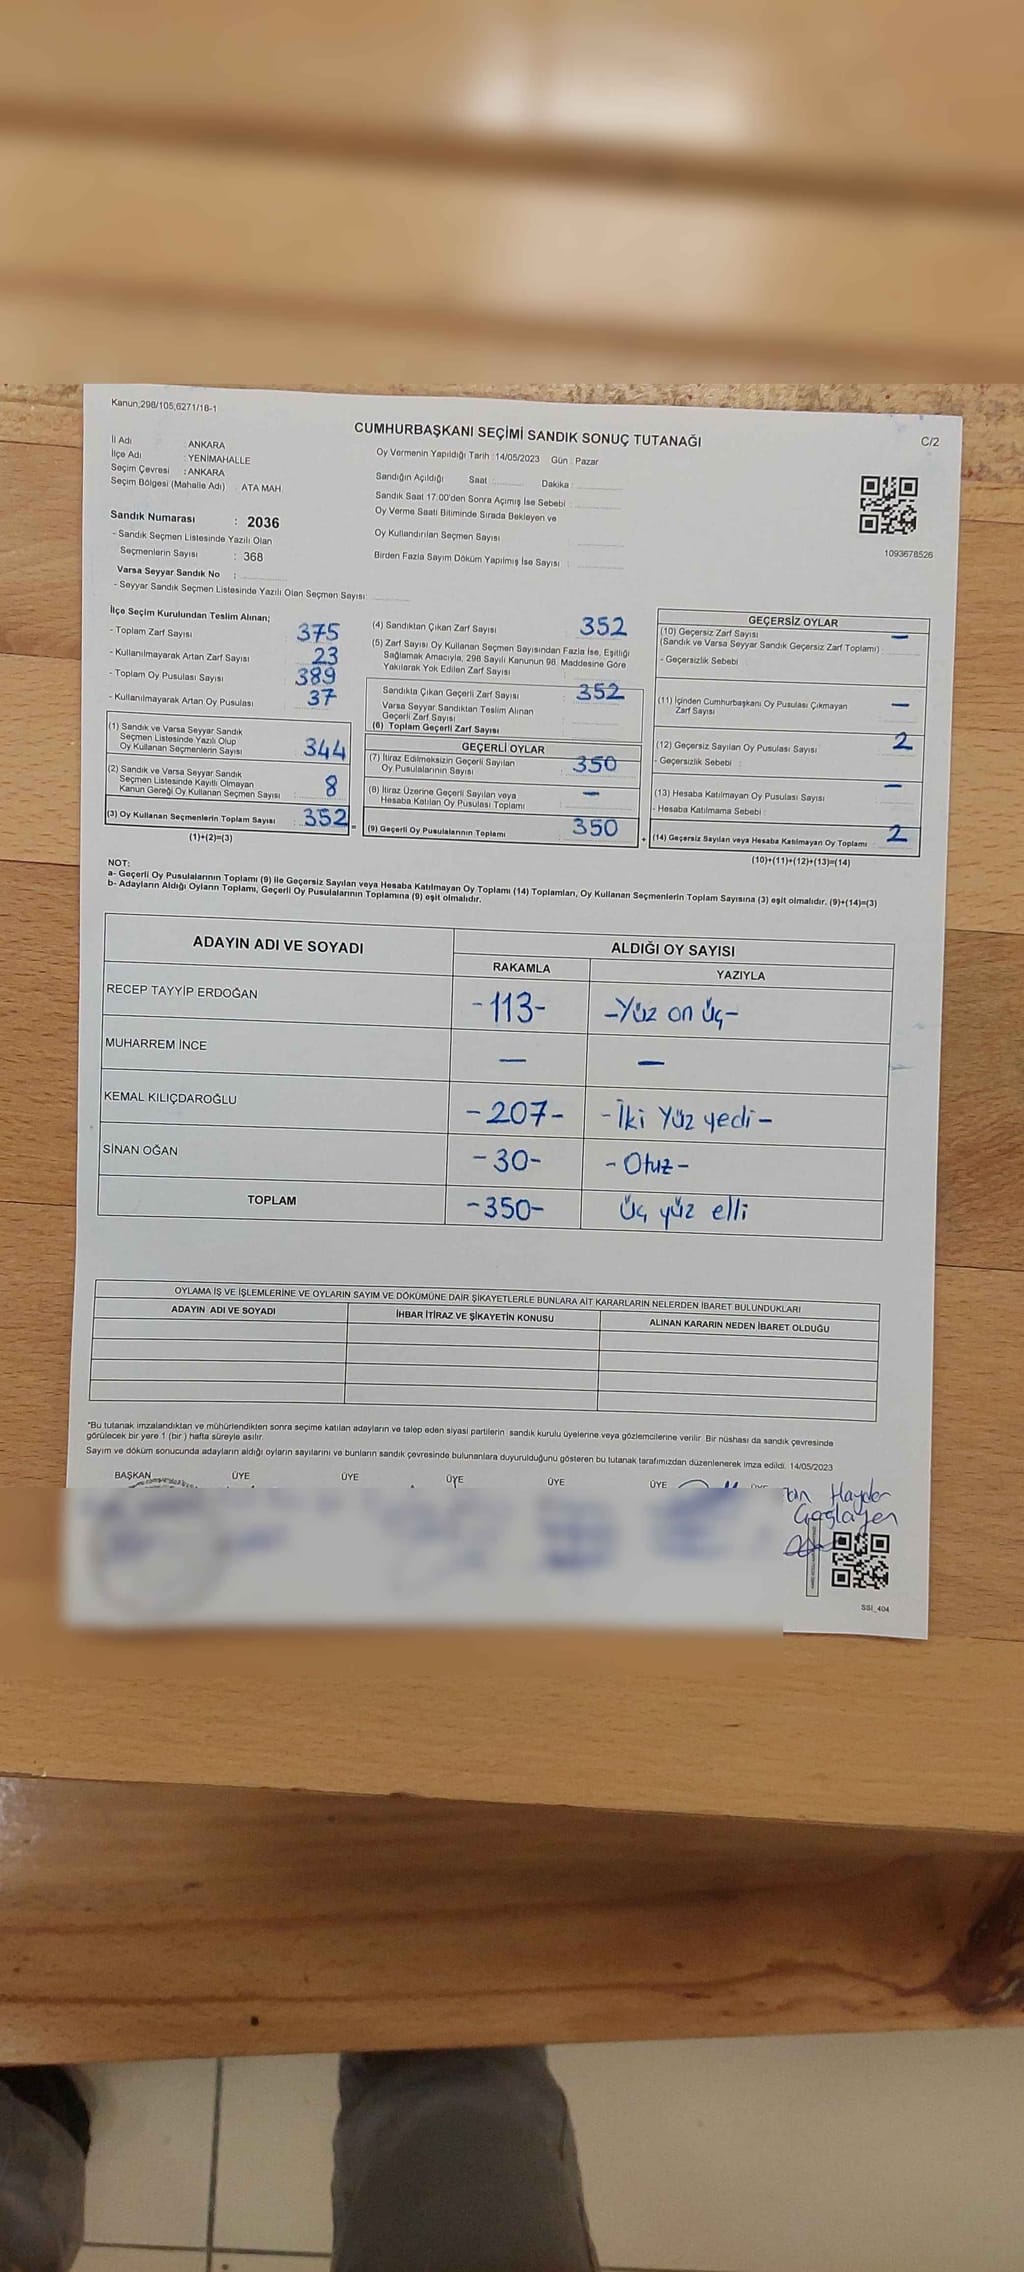 Kanun;298/105,6271/18-1
CUMHURBAŞKANI SEÇİMİ SANDIK SONUÇ TUTANAĞI
C/2
İl Adı : ANKARA
İlçe Adı : YENİMAHALLE
Seçim Çevresi : ANKARA
Seçim Bölgesi (Mahalle Adı) ATA MAH.
Sandık Numarası : 2036
- Sandık Seçmen Listesinde Yazılı Olan
Seçmenlerin Sayısı : 368
Varsa Seyyar Sandık No :
- Seyyar Sandık Seçmen Listesinde Yazılı Olan Seçmen Sayısı:
Oy Vermenin Yapıldığı Tarih :14/05/2023 Gün : Pazar
Sandığın Açıldığı Saat : Dakika :
Sandık Saat 17.00'den Sonra Açımış İse Sebebi :
Oy Verme Saati Bitiminde Sırada Bekleyen ve
Oy Kullandırılan Seçmen Sayısı
Birden Fazla Sayım Döküm Yapılmış İse Sayısı :
1093678526
İlçe Seçim Kurulundan Teslim Alınan;
- Toplam Zarf Sayısı : 375
- Kullanılmayarak Artan Zarf Sayısı : 23
- Toplam Oy Pusulası Sayısı : 389
- Kullanılmayarak Artan Oy Pusulası : 37
(1) Sandık ve Varsa Seyyar Sandık
Seçmen Listesinde Yazılı Olup
Oy Kullanan Seçmenlerin Sayısı : 344
(2) Sandık ve Varsa Seyyar Sandık
Seçmen Listesinde Kayıtlı Olmayan
Kanun Gereği Oy Kullanan Seçmen Sayısı : 8
(3) Oy Kullanan Seçmenlerin Toplam Sayısı : 352
(1)+(2)=(3)
(4) Sandıktan Çıkan Zarf Sayısı : 352
(5) Zarf Sayısı Oy Kullanan Seçmen Sayısından Fazla İse, Eşitliği
Sağlamak Amacıyla, 298 Sayılı Kanunun 98. Maddesine Göre
Yakılarak Yok Edilen Zarf Sayısı :
Sandıkta Çıkan Geçerli Zarf Sayısı : 352
Varsa Seyyar Sandıktan Teslim Alınan
Geçerli Zarf Sayısı :
(6) Toplam Geçerli Zarf Sayısı
GEÇERLİ OYLAR
(7) İtiraz Edilmeksizin Geçerli Sayılan
Oy Pusulalarının Sayısı : 350
(8) İtiraz Üzerine Geçerli Sayılan veya
Hesaba Katılan Oy Pusulası Toplamı : –
(9) Geçerli Oy Pusulalarının Toplamı 350
GEÇERSİZ OYLAR
(10) Geçersiz Zarf Sayısı –
(Sandık ve Varsa Seyyar Sandık Geçersiz Zarf Toplamı) :
- Geçersizlik Sebebi
(11) İçinden Cumhurbaşkanı Oy Pusulası Çıkmayan
Zarf Sayısı –
(12) Geçersiz Sayılan Oy Pusulası Sayısı : 2
- Geçersizlik Sebebi :
(13) Hesaba Katılmayan Oy Pusulası Sayısı : –
- Hesaba Katılmama Sebebi :
(14) Geçersiz Sayılan veya Hesaba Katılmayan Oy Toplamı : 2
(10)+(11)+(12)+(13)=(14)
NOT:
a- Geçerli Oy Pusulalarının Toplamı (9) ile Geçersiz Sayılan veya Hesaba Katılmayan Oy Toplamı (14) Toplamları, Oy Kullanan Seçmenlerin Toplam Sayısına (3) eşit olmalıdır. (9)+(14)=(3)
b- Adayların Aldığı Oyların Toplamı, Geçerli Oy Pusulalarının Toplamına (9) eşit olmalıdır.
ADAYIN ADI VE SOYADI ALDIĞI OY SAYISI
RAKAMLA YAZIYLA
RECEP TAYYİP ERDOĞAN -113- -Yüz on üç-
MUHARREM İNCE – –
KEMAL KILIÇDAROĞLU -207- -İki Yüz yedi-
SİNAN OĞAN -30- -Otuz-
TOPLAM -350- üç yüz elli
OYLAMA İŞ VE İŞLEMLERİNE VE OYLARIN SAYIM VE DÖKÜMÜNE DAİR ŞİKAYETLERLE BUNLARA AİT KARARLARIN NELERDEN İBARET BULUNDUKLARI
ADAYIN ADI VE SOYADI İHBAR İTİRAZ VE ŞİKAYETİN KONUSU ALINAN KARARIN NEDEN İBARET OLDUĞU
*Bu tutanak imzalandıktan ve mühürlendikten sonra seçime katılan adayların ve talep eden siyasi partilerin sandık kurulu üyelerine veya gözlemcilerine verilir. Bir nüshası da sandık çevresinde
görülecek bir yere 1 (bir) hafta süreyle asılır.
Sayım ve döküm sonucunda adayların aldığı oyların sayılarını ve bunların sandık çevresinde bulunanlara duyurulduğunu gösteren bu tutanak tarafımızdan düzenlenerek imza edildi. 14/05/2023
BAŞKAN ÜYE ÜYE ÜYE ÜYE ÜYE
Haydar
SSI_404